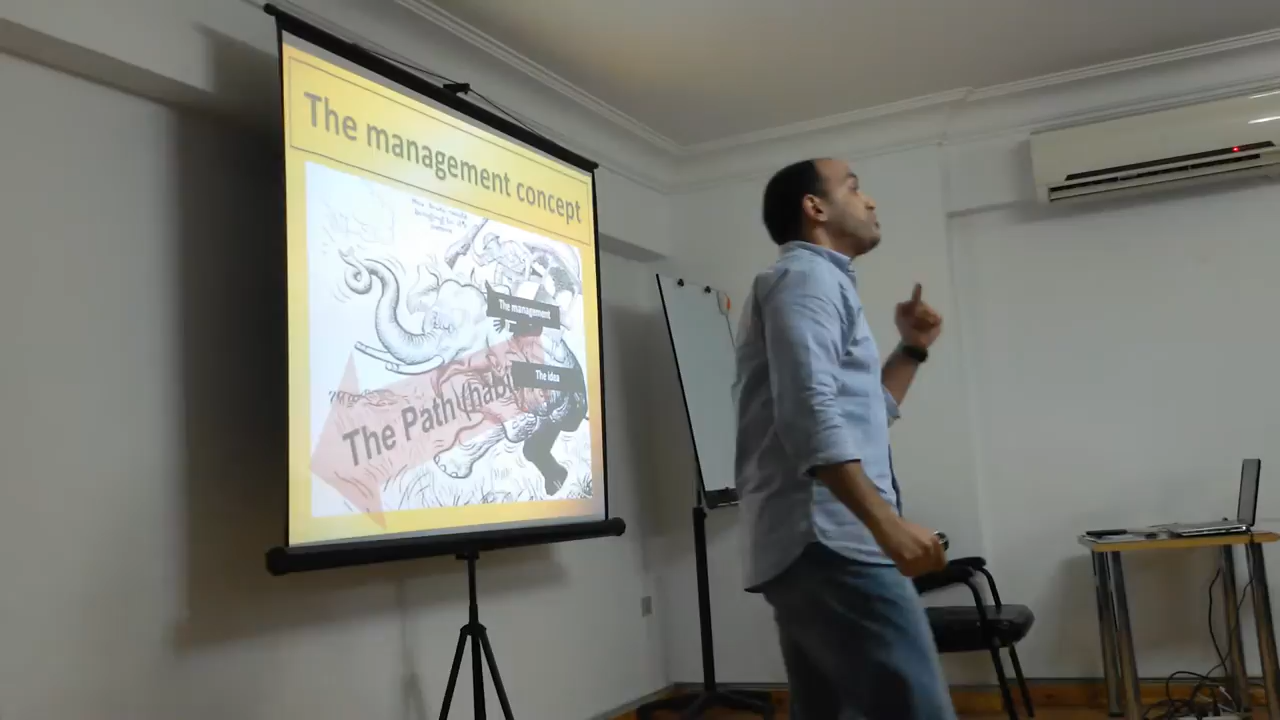 The management concept
The management
The idea
The Path (habi